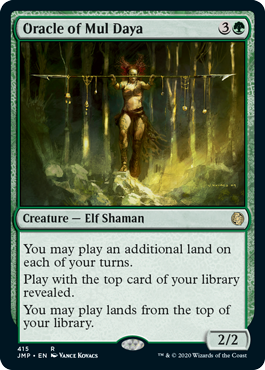 Oracle of Mul Daya 3
Creature — Elf Shaman
You may play an additional land on
each of your turns.
Play with the top card of your library
revealed.
You may play lands from the top of
your library.
2/2
415 R
JMP • EN VANCE KOVACS
™ & © 2020 Wizards of the Coast